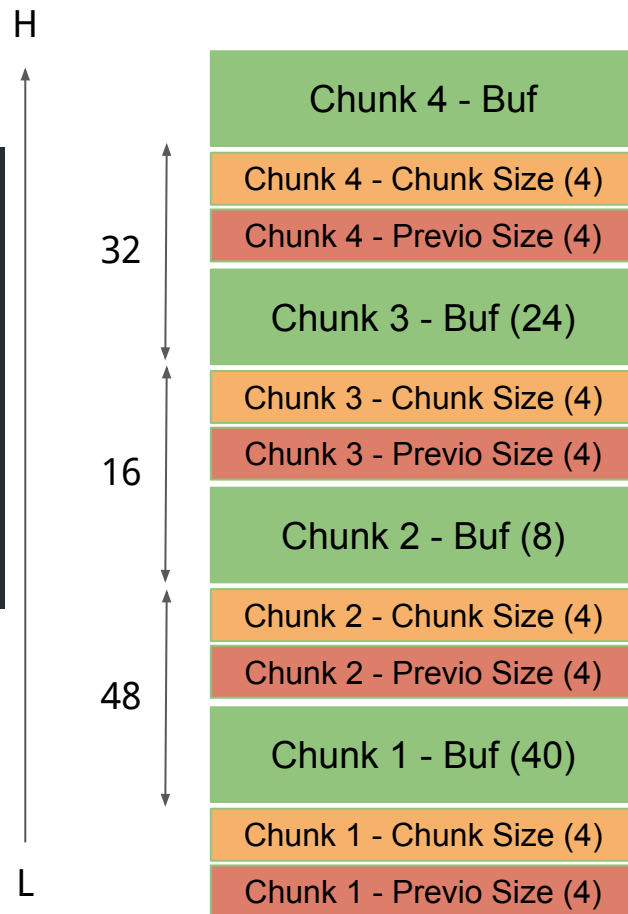 H
Chunk 4 - Buf
Chunk 4 - Chunk Size (4)
32
Chunk 4 - Previo Size (4)
Chunk 3 - Buf (24)
Chunk 3 - Chunk Size (4)
16
Chunk 3 - Previo Size (4)
Chunk 2 - Buf (8)
Chunk 2 - Chunk Size (4)
48
Chunk 2 - Previo Size (4)
Chunk 1 - Buf (40)
Chunk 1 - Chunk Size (4)
L
Chunk 1 - Previo Size (4)